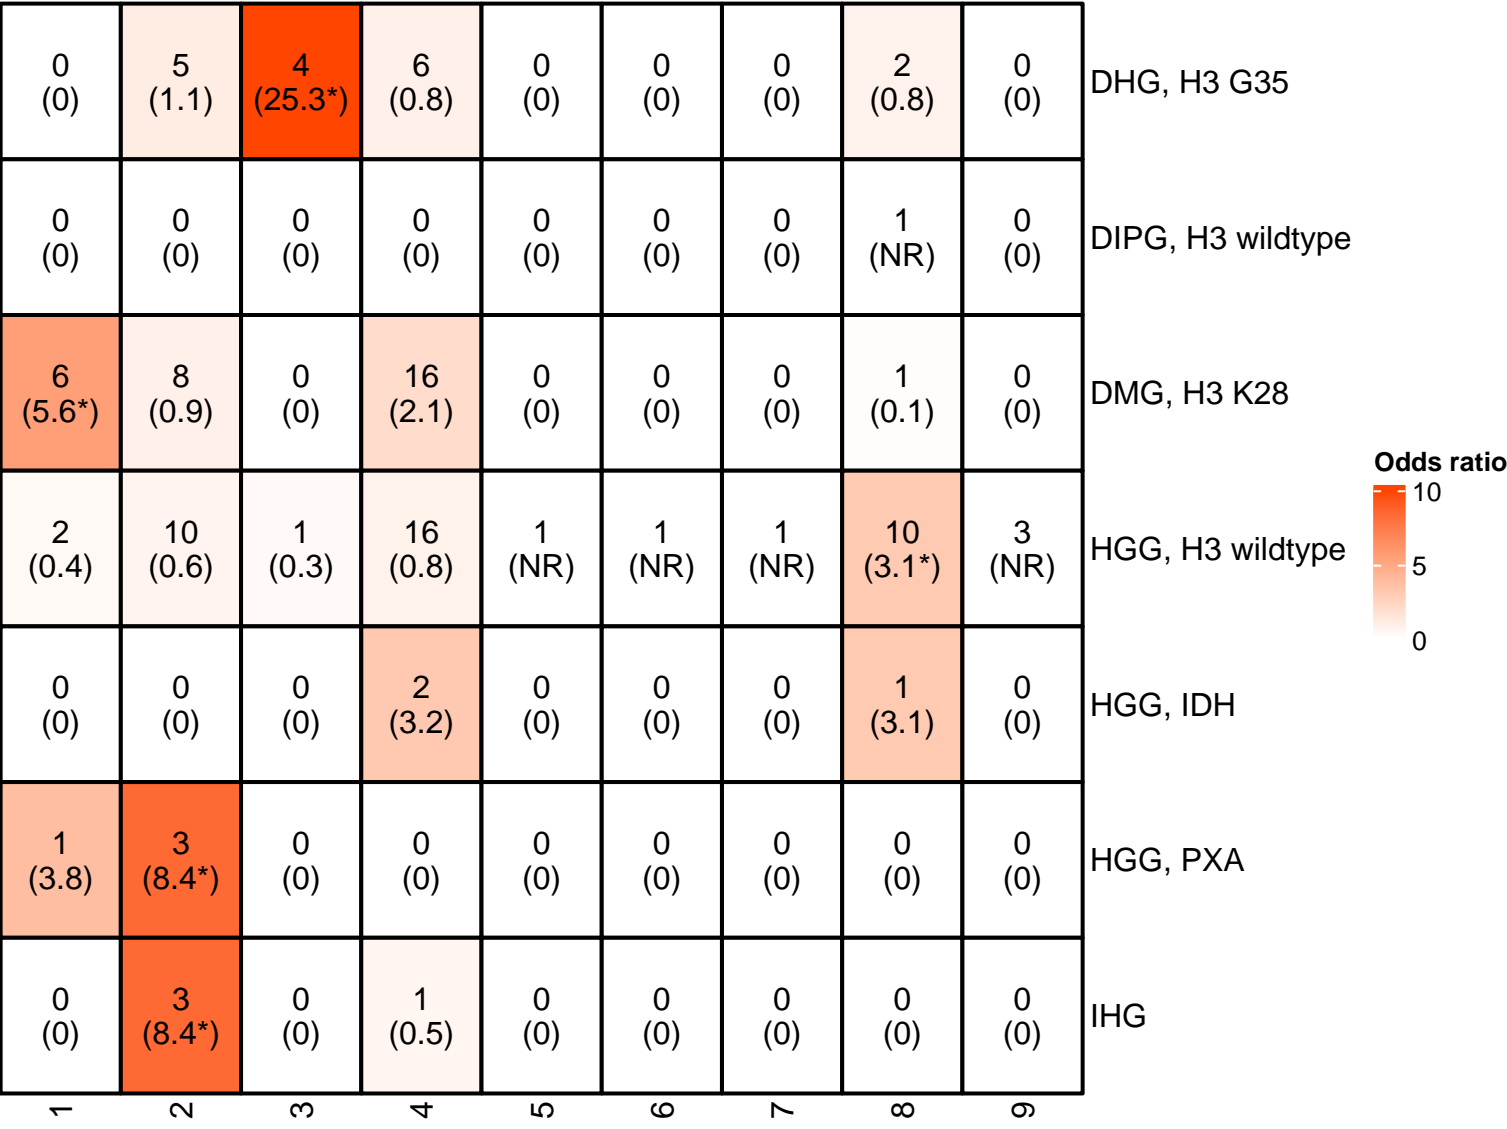 0 5 4 6 0 0 0 2 0
(0) (1.1) (25.3*) (0.8) (0) (0) (0) (0.8) (0)
DHG, H3 G35
0 0 0 0 0 0 0 1 0
(0) (0) (0) (0) (0) (0) (0) (NR) (0)
DIPG, H3 wildtype
6 8 0 16 0 0 0 1 0
(5.6*) (0.9) (0) (2.1) (0) (0) (0) (0.1) (0)
DMG, H3 K28
2 10 1 16 1 1 1 10 3
(0.4) (0.6) (0.3) (0.8) (NR) (NR) (NR) (3.1*) (NR)
HGG, H3 wildtype
0 0 0 2 0 0 0 1 0
(0) (0) (0) (3.2) (0) (0) (0) (3.1) (0)
HGG, IDH
1 3 0 0 0 0 0 0 0
(3.8) (8.4*) (0) (0) (0) (0) (0) (0) (0)
HGG, PXA
0 3 0 1 0 0 0 0 0
(0) (8.4*) (0) (0.5) (0) (0) (0) (0) (0)
IHG
1 2 3 4 5 6 7 8 9
Odds ratio
10
5
0